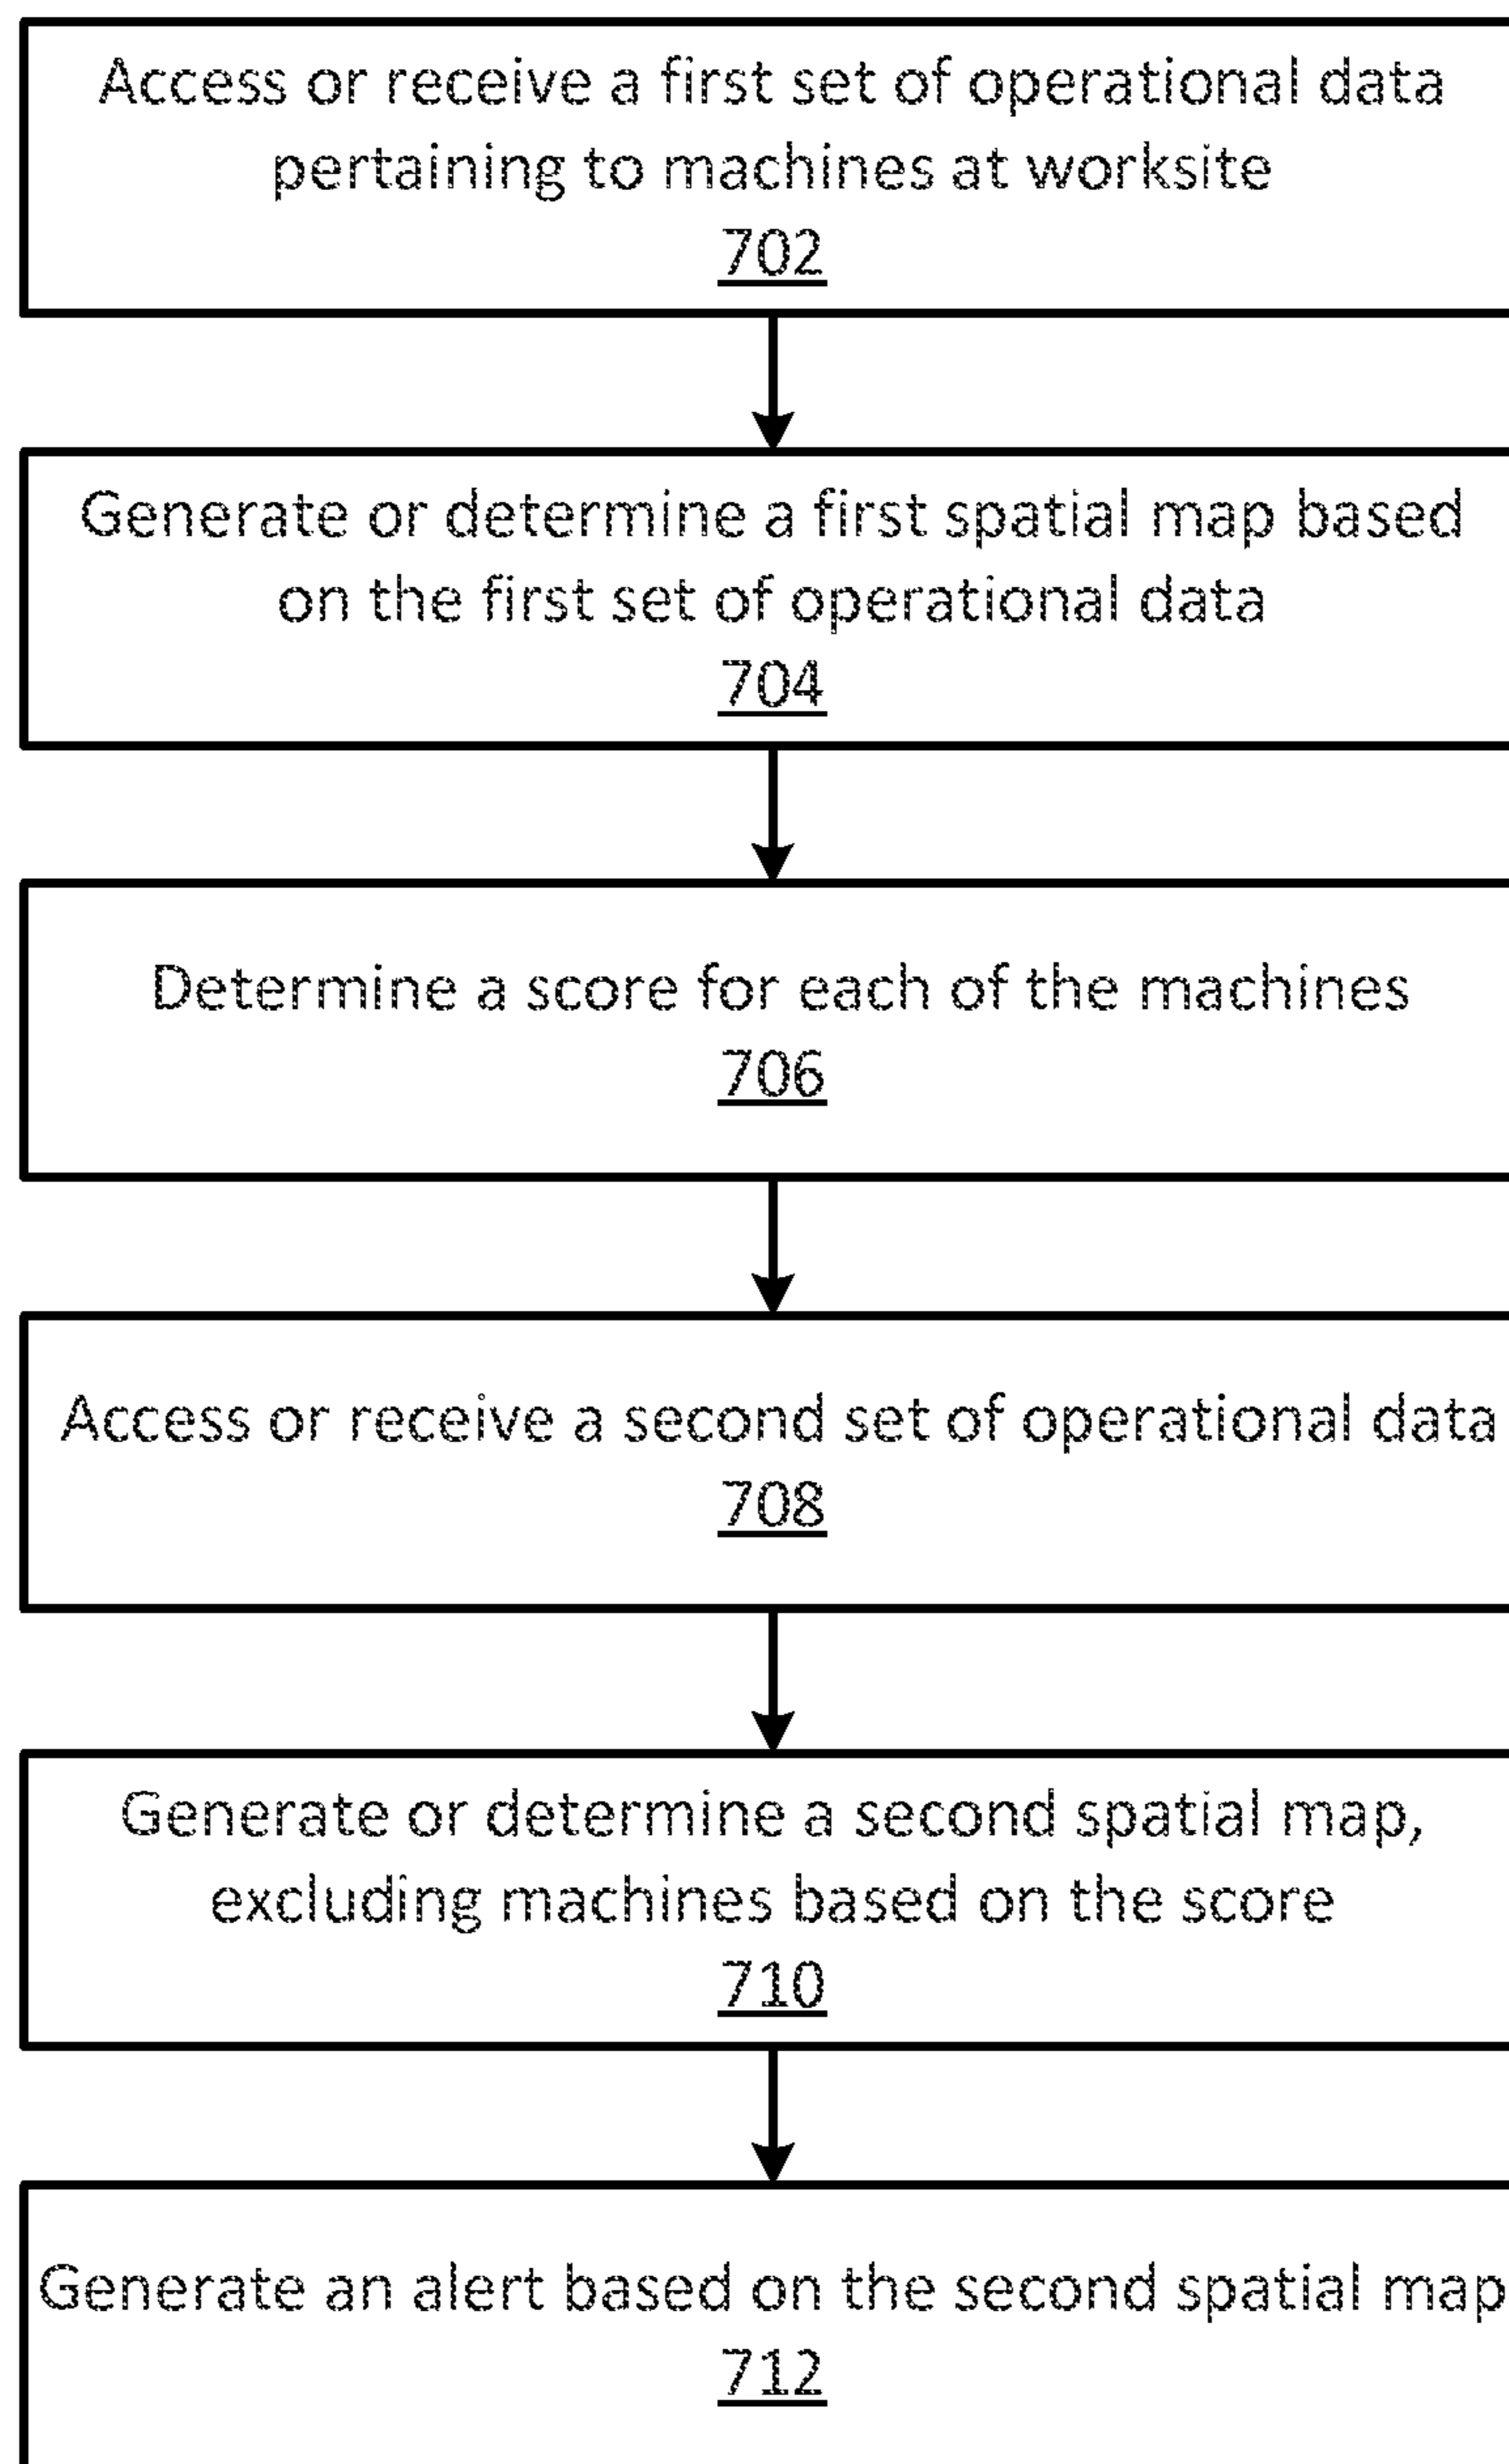 Access or receive a first set of operational data
pertaining to machines at worksite
702
Generate or determine a first spatial map based
on the first set of operational data
704
Determine a score for each of the machines
706
Access or receive a second set of operational data
708
Generate or determine a second spatial map,
excluding machines based on the score
710
Generate an alert based on the second spatial map
712